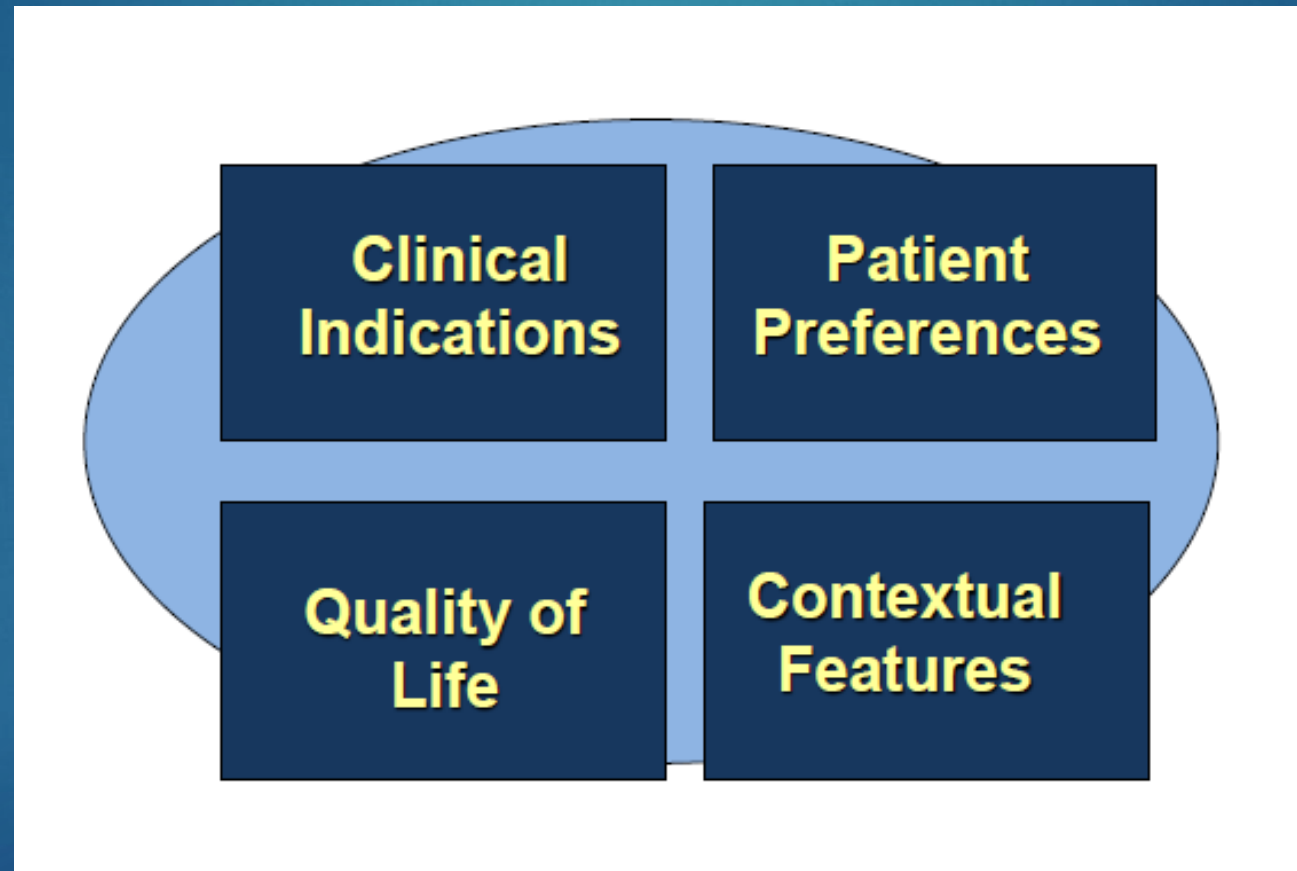 Clinical
Indications
Patient
Preferences
Quality of
Life
Contextual
Features